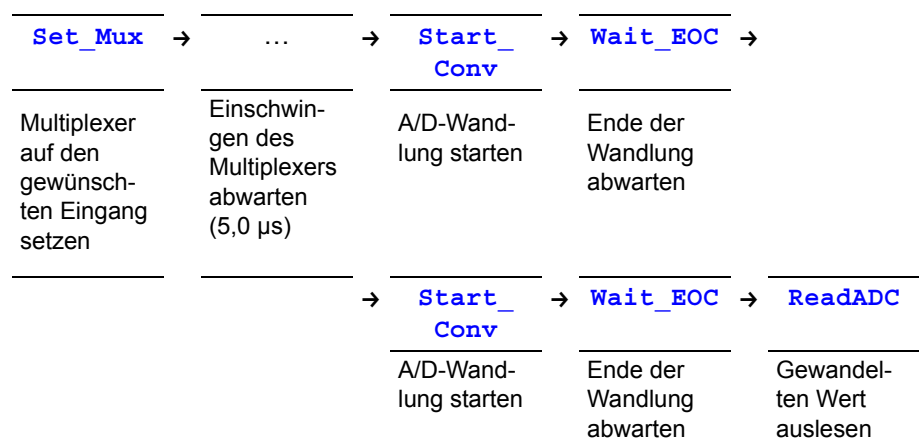 Set_Mux → … → Start_ → Wait_EOC →
Conv
Multiplexer
auf den
gewünsch-
ten Eingang
setzen
Einschwin-
gen des
Multiplexers
abwarten
(5,0 µs)
A/D-Wand-
lung starten
Ende der
Wandlung
abwarten
→ Start_ → Wait_EOC → ReadADC
Conv
A/D-Wand-
lung starten
Ende der
Wandlung
abwarten
Gewandel-
ten Wert
auslesen